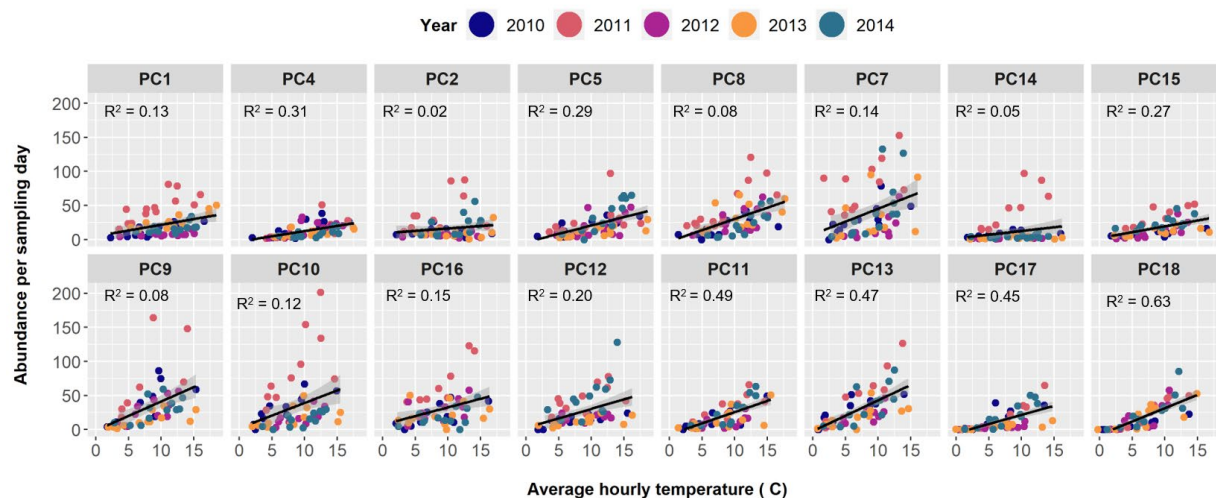 Year 2010 2011 2012 2013 2014
PC1 PC4 PC2 PC5 PC8 PC7 PC14 PC15
R² = 0.13 R² = 0.31 R² = 0.02 R² = 0.29 R² = 0.08 R² = 0.14 R² = 0.05 R² = 0.27
200
150
100
50
0
PC9 PC10 PC16 PC12 PC11 PC13 PC17 PC18
R² = 0.08 R² = 0.12 R² = 0.15 R² = 0.20 R² = 0.49 R² = 0.47 R² = 0.45 R² = 0.63
200
150
100
50
0
0 5 10 15 0 5 10 15 0 5 10 15 0 5 10 15 0 5 10 15 0 5 10 15 0 5 10 15 0 5 10 15
Abundance per sampling day
Average hourly temperature ( C)